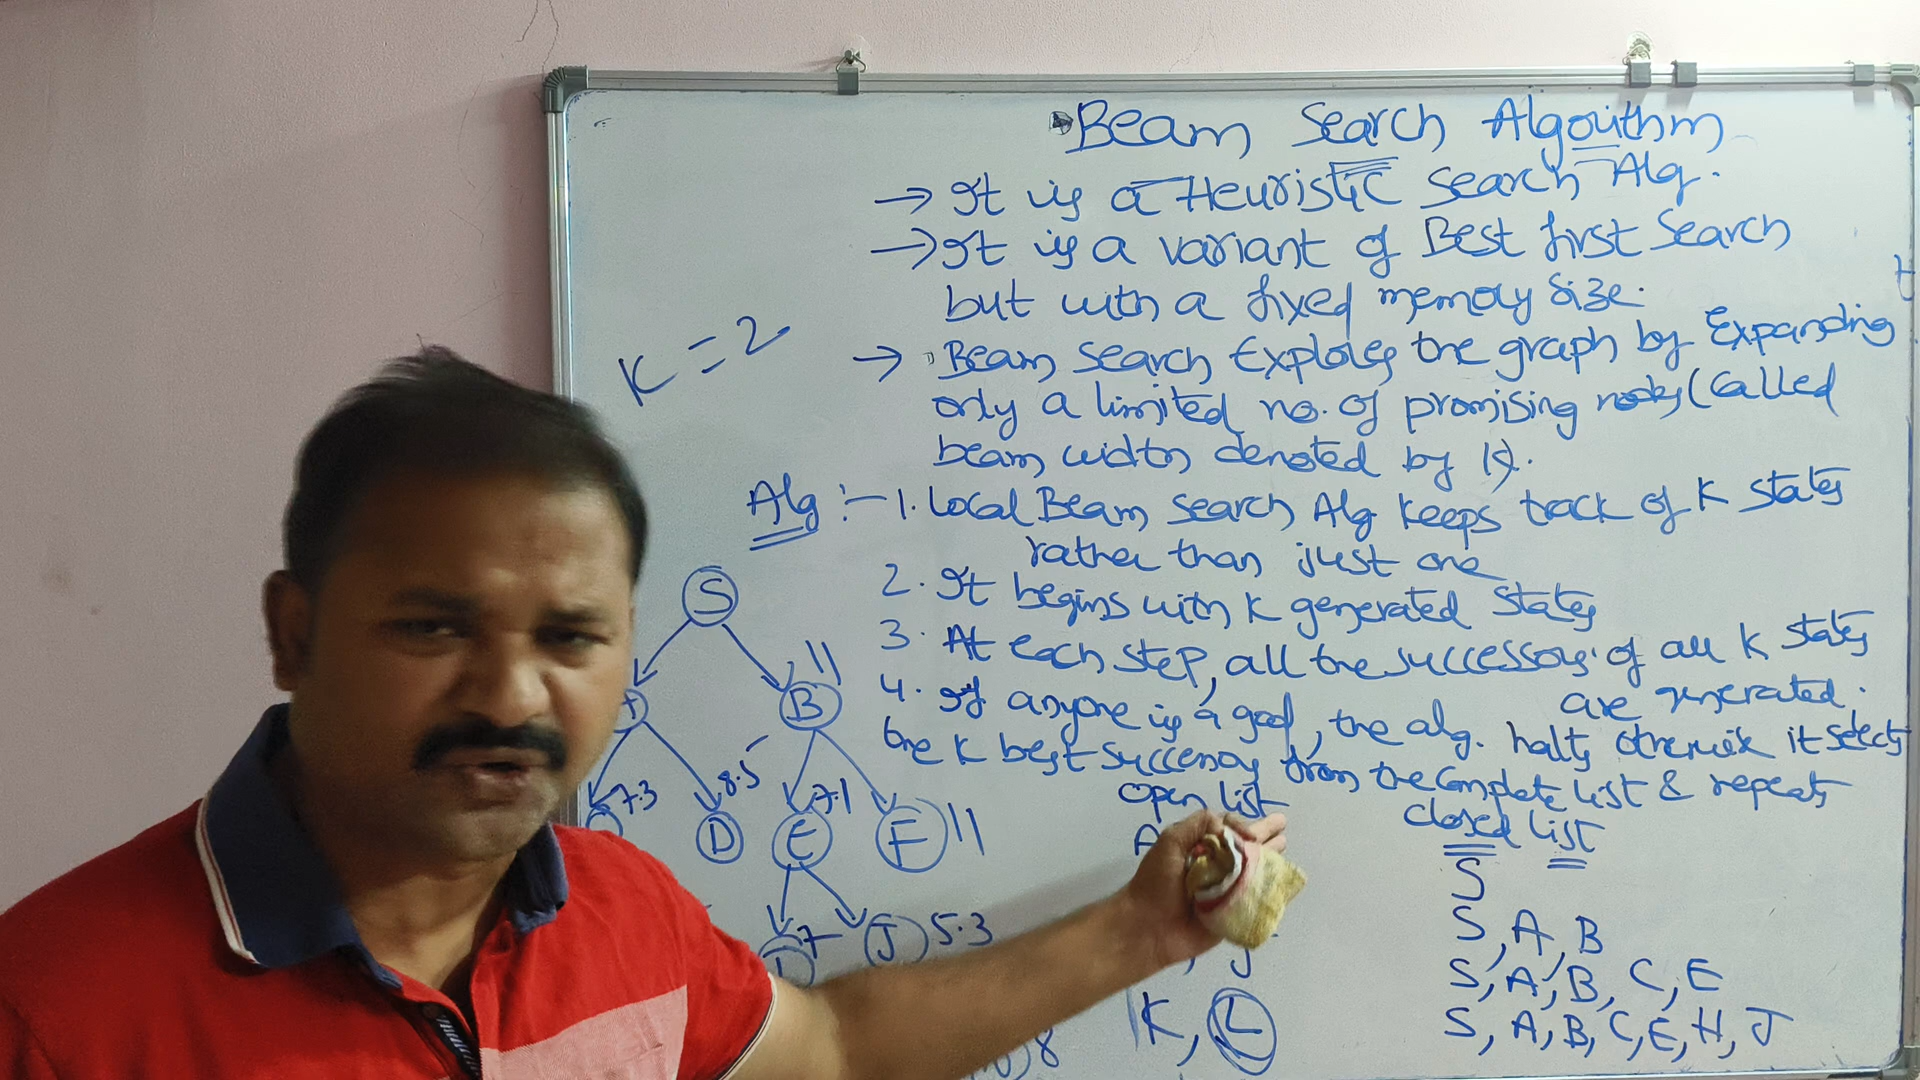 Beam Search Algorithm
→ It is a Heuristic Search Alg.
→ It is a variant of Best first Search
but with a fixed memory size.
K = 2
→ Beam search Explores the graph by Expanding
only a limited no. of promising nodes (called
beam width denoted by K).
Alg :- 1. Local Beam search Alg keeps track of K states
rather than just one
2. It begins with K generated states
3. At each step, all the successors of all K states
are generated.
4. If anyone is a goal, the alg. halts otherwise it selects
the K best successors from the complete list & repeats
S
11
B
7.3
8.5
7.1
D
E
F
11
7
J
5.3
8
Open list
A
J
K, L
closed list
S
S, A, B
S, A, B, C, E
S, A, B, C, E, H, J